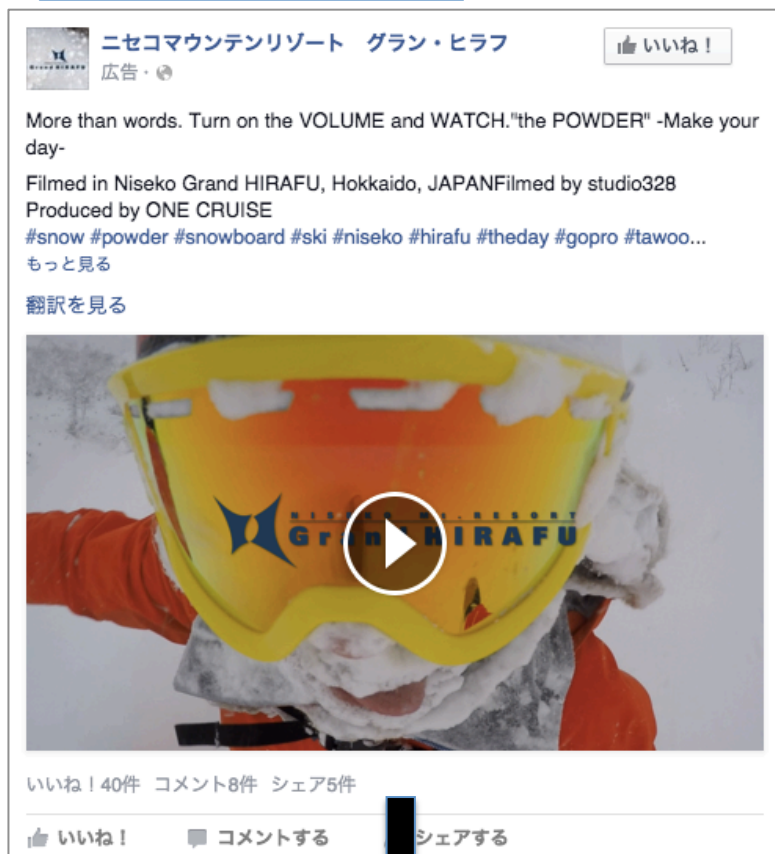 ニセコマウンテンリゾート グラン・ヒラフ
いいね！
広告・
More than words. Turn on the VOLUME and WATCH."the POWDER" -Make your
day-
Filmed in Niseko Grand HIRAFU, Hokkaido, JAPANFilmed by studio328
Produced by ONE CRUISE
#snow #powder #snowboard #ski #niseko #hirafu #theday #gopro #tawoo...
もっと見る
翻訳を見る
NISEKO Mt.RESORT
Grand HIRAFU
いいね！40件 コメント8件 シェア5件
いいね！ コメントする シェアする